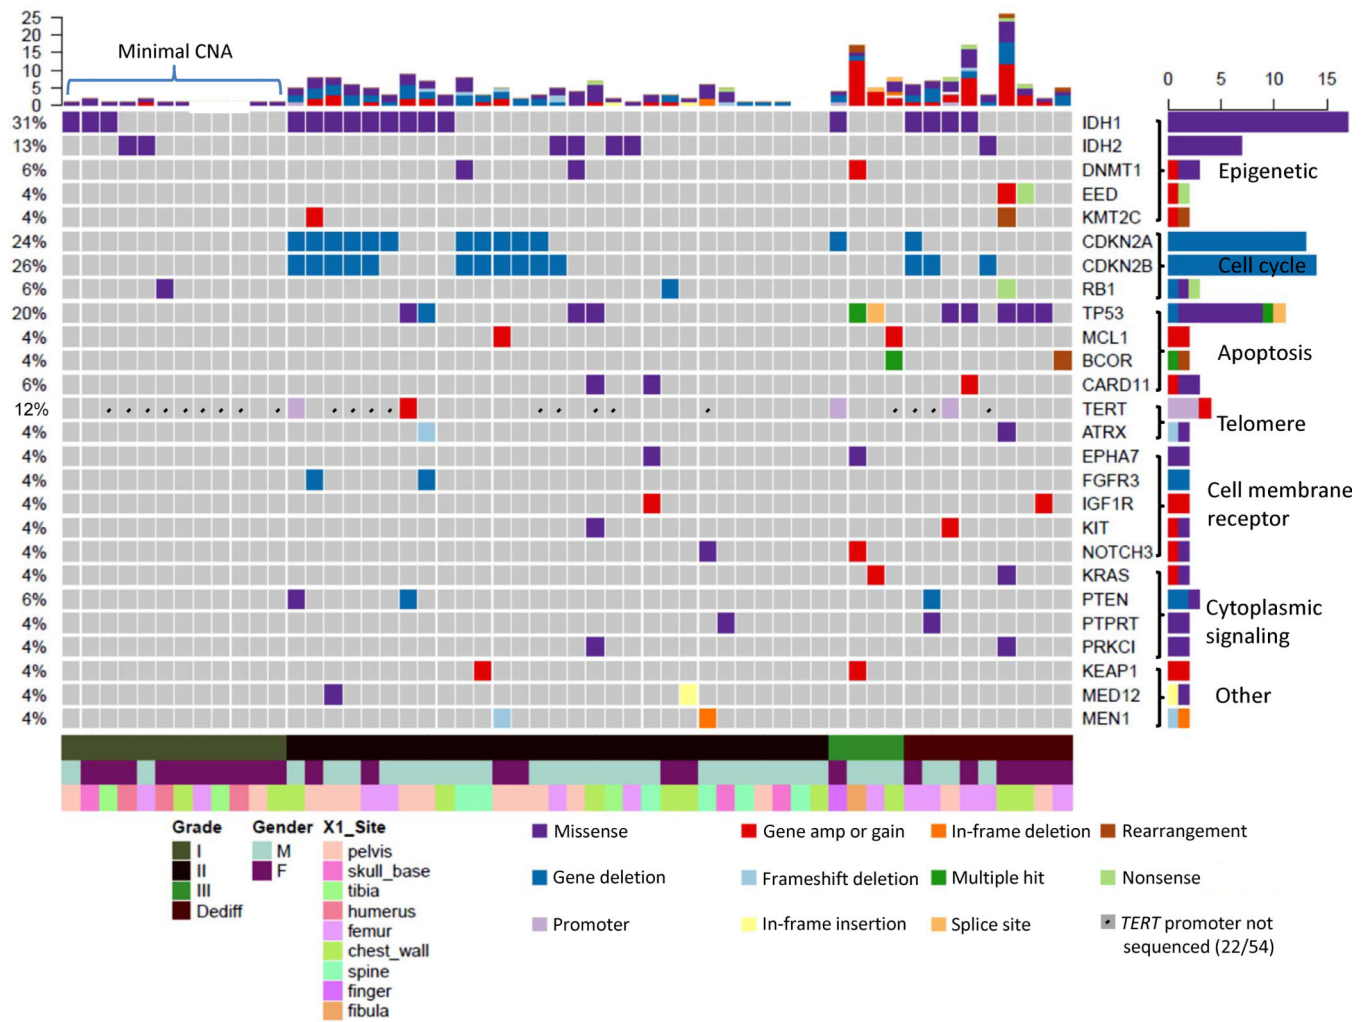 25
20
15
10
5
0
Minimal CNA
0 5 10 15
31% IDH1
13% IDH2
6% DNMT1 Epigenetic
4% EED
4% KMT2C
24% CDKN2A
26% CDKN2B Cell cycle
6% RB1
20% TP53
4% MCL1
4% BCOR Apoptosis
6% CARD11
12% TERT
4% ATRX Telomere
4% EPHA7
4% FGFR3
4% IGF1R Cell membrane
receptor
4% KIT
4% NOTCH3
4% KRAS
6% PTEN Cytoplasmic
4% PTPRT signaling
4% PRKCI
4% KEAP1
4% MED12 Other
4% MEN1
Grade Gender X1_Site
I M pelvis
II F skull_base
III tibia
Dediff humerus
femur
chest_wall
spine
finger
fibula
Missense Gene amp or gain In-frame deletion Rearrangement
Gene deletion Frameshift deletion Multiple hit Nonsense
Promoter In-frame insertion Splice site TERT promoter not
sequenced (22/54)